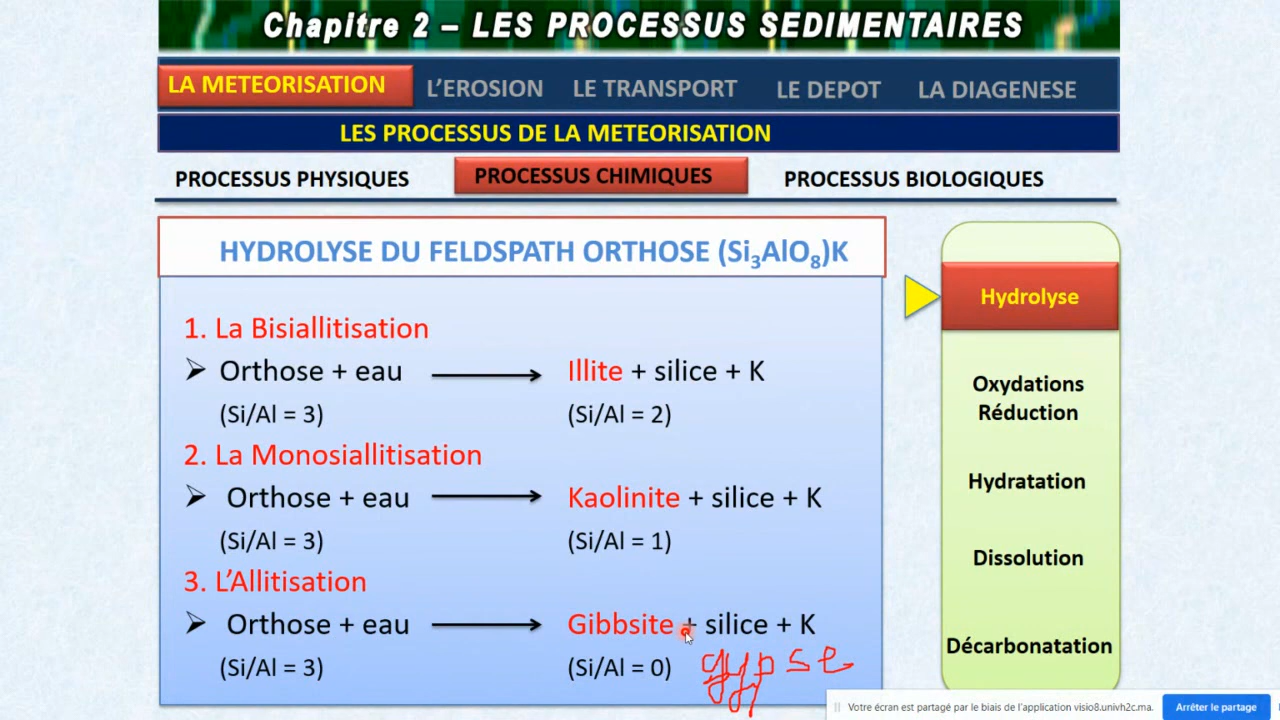 Chapitre 2 – LES PROCESSUS SEDIMENTAIRES
LA METEORISATION L'EROSION LE TRANSPORT LE DEPOT LA DIAGENESE
LES PROCESSUS DE LA METEORISATION
PROCESSUS PHYSIQUES PROCESSUS CHIMIQUES PROCESSUS BIOLOGIQUES
HYDROLYSE DU FELDSPATH ORTHOSE (Si₃AlO₈)K
1. La Bisiallitisation
➢ Orthose + eau → Illite + silice + K
(Si/Al = 3) (Si/Al = 2)
2. La Monosiallitisation
➢ Orthose + eau → Kaolinite + silice + K
(Si/Al = 3) (Si/Al = 1)
3. L'Allitisation
➢ Orthose + eau → Gibbsite + silice + K
(Si/Al = 3) (Si/Al = 0) gypse
Hydrolyse
Oxydations
Réduction
Hydratation
Dissolution
Décarbonatation
Votre écran est partagé par le biais de l'application visio8.univh2c.ma. Arrêter le partage